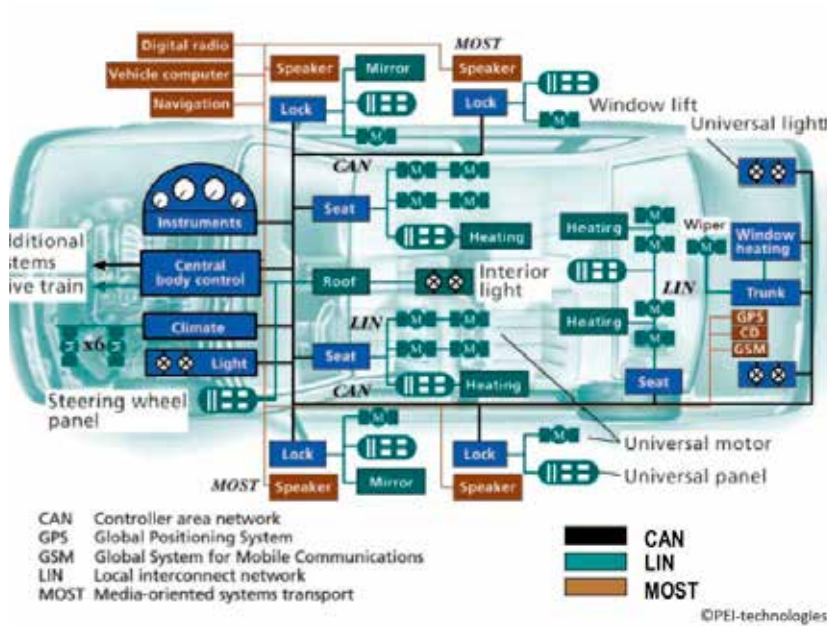 Digital radio
MOST
Vehicle computer
Speaker
Mirror
Speaker
Navigation
Lock
Lock
Window lift
M
M
Universal light
CAN
M
M
Instruments
Seat
M
M
Heating
M
Wiper
Heating
M
M
Window
heating
Central
body control
Roof
Interior
light
LIN
Trunk
Climate
LIN
M
M
Heating
M
GPS
CD
GSM
M
x6
M
Light
Seat
M
M
M
CAN
Heating
Seat
Steering wheel
panel
M
M
Universal motor
Lock
Lock
Universal panel
MOST
Speaker
Mirror
Speaker
CAN Controller area network
GPS Global Positioning System
GSM Global System for Mobile Communications
LIN Local interconnect network
MOST Media-oriented systems transport
CAN
LIN
MOST
©PEI-technologies